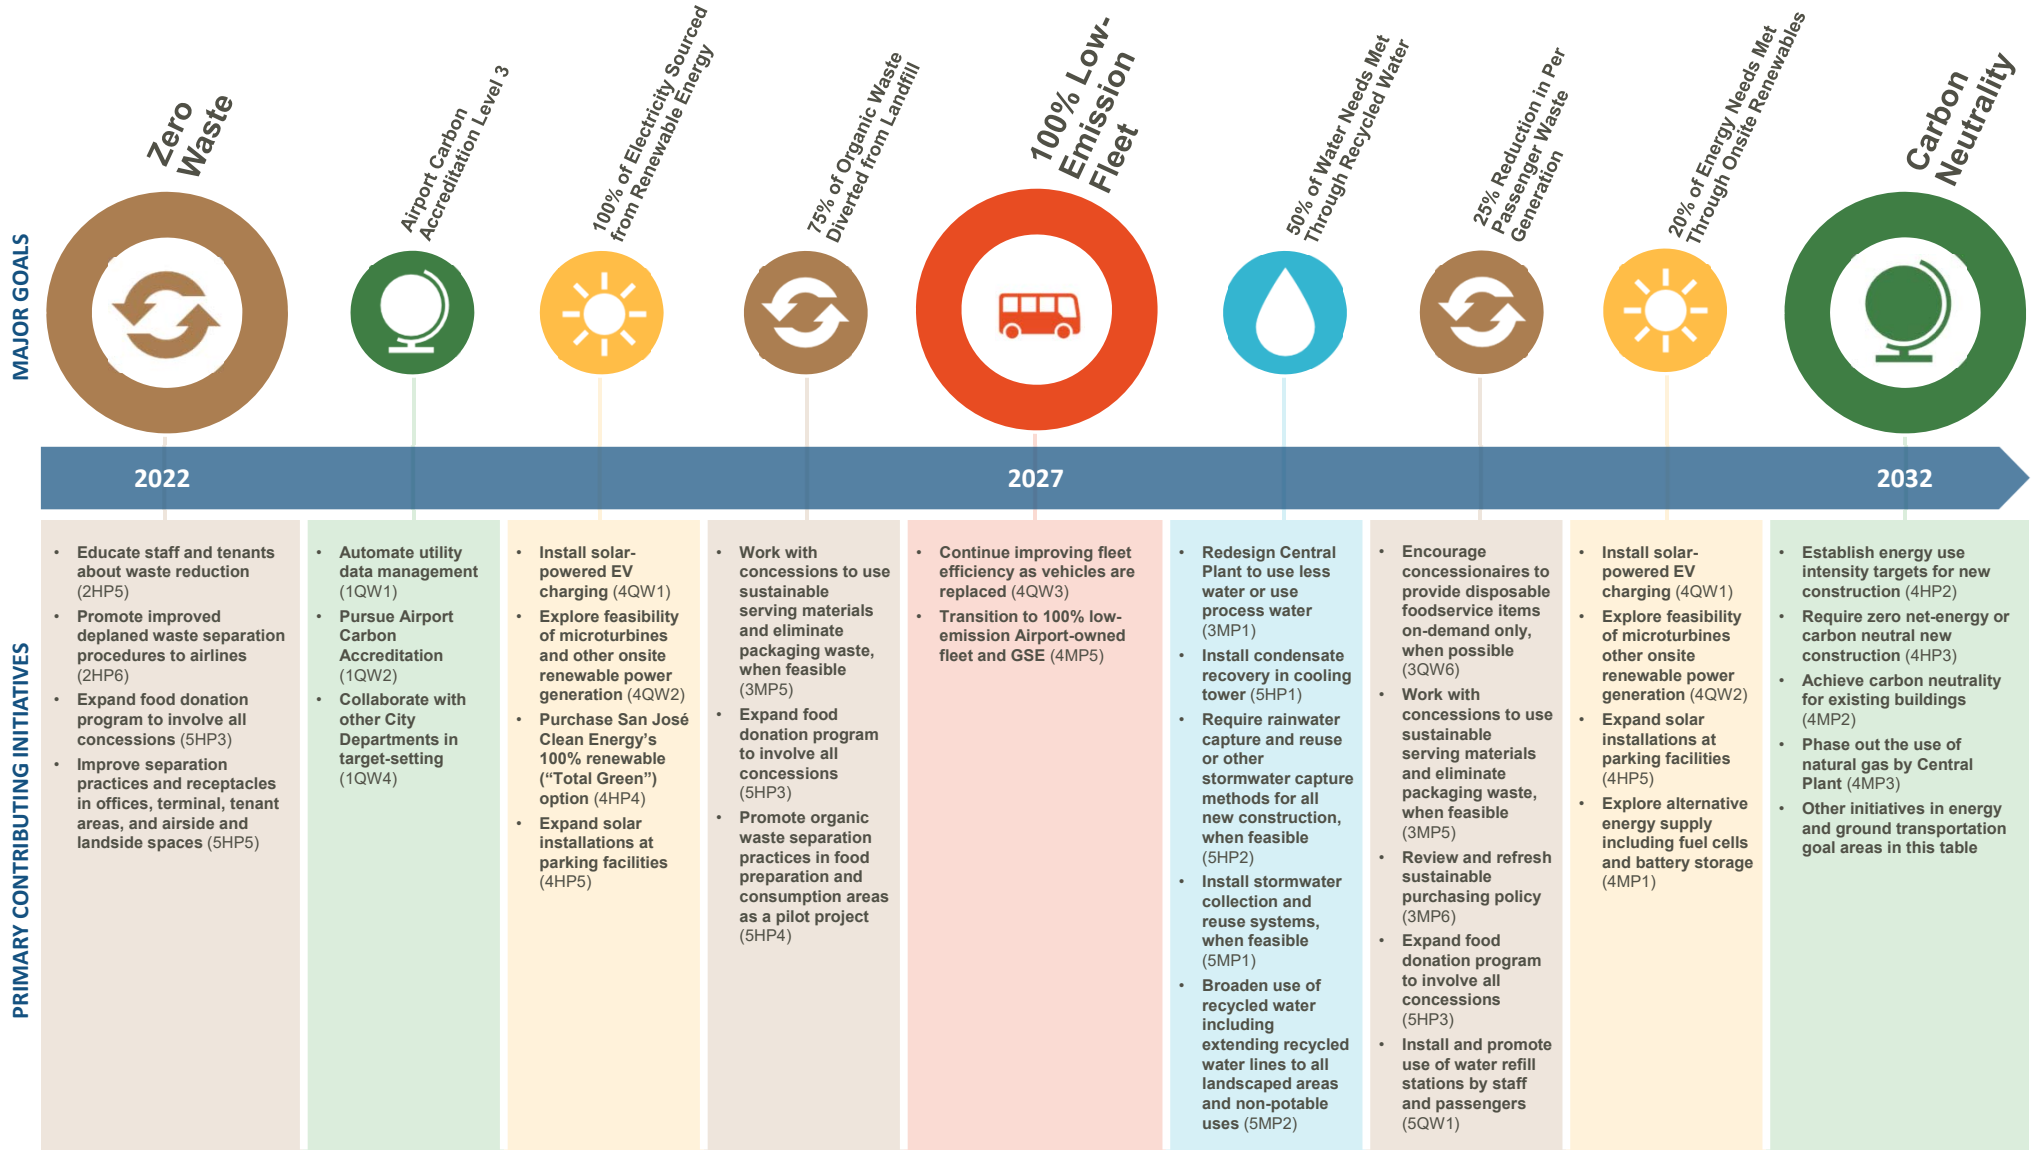 MAJOR GOALS
Zero
Waste
Airport Carbon
Accreditation Level 3
100% of Electricity Sourced
from Renewable Energy
75% of Organic Waste
Diverted from Landfill
100% Low-
Emission
Fleet
50% of Water Needs Met
Through Recycled Water
25% Reduction in Per
Passenger Waste
Generation
20% of Energy Needs Met
Through Onsite Renewables
Carbon
Neutrality
2022
2027
2032
PRIMARY CONTRIBUTING INITIATIVES
• Educate staff and tenants
about waste reduction
(2HP5)
• Promote improved
deplaned waste separation
procedures to airlines
(2HP6)
• Expand food donation
program to involve all
concessions (5HP3)
• Improve separation
practices and receptacles
in offices, terminal, tenant
areas, and airside and
landside spaces (5HP5)
• Automate utility
data management
(1QW1)
• Pursue Airport
Carbon
Accreditation
(1QW2)
• Collaborate with
other City
Departments in
target-setting
(1QW4)
• Install solar-
powered EV
charging (4QW1)
• Explore feasibility
of microturbines
and other onsite
renewable power
generation (4QW2)
• Purchase San José
Clean Energy’s
100% renewable
(“Total Green”)
option (4HP4)
• Expand solar
installations at
parking facilities
(4HP5)
• Work with
concessions to use
sustainable
serving materials
and eliminate
packaging waste,
when feasible
(3MP5)
• Expand food
donation program
to involve all
concessions
(5HP3)
• Promote organic
waste separation
practices in food
preparation and
consumption areas
as a pilot project
(5HP4)
• Continue improving fleet
efficiency as vehicles are
replaced (4QW3)
• Transition to 100% low-
emission Airport-owned
fleet and GSE (4MP5)
• Redesign Central
Plant to use less
water or use
process water
(3MP1)
• Install condensate
recovery in cooling
tower (5HP1)
• Require rainwater
capture and reuse
or other
stormwater capture
methods for all
new construction,
when feasible
(5HP2)
• Install stormwater
collection and
reuse systems,
when feasible
(5MP1)
• Broaden use of
recycled water
including
extending recycled
water lines to all
landscaped areas
and non-potable
uses (5MP2)
• Encourage
concessionaires to
provide disposable
foodservice items
on-demand only,
when possible
(3QW6)
• Work with
concessions to use
sustainable
serving materials
and eliminate
packaging waste,
when feasible
(3MP5)
• Review and refresh
sustainable
purchasing policy
(3MP6)
• Expand food
donation program
to involve all
concessions
(5HP3)
• Install and promote
use of water refill
stations by staff
and passengers
(5QW1)
• Install solar-
powered EV
charging (4QW1)
• Explore feasibility
of microturbines
other onsite
renewable power
generation (4QW2)
• Expand solar
installations at
parking facilities
(4HP5)
• Explore alternative
energy supply
including fuel cells
and battery storage
(4MP1)
• Establish energy use
intensity targets for new
construction (4HP2)
• Require zero net-energy or
carbon neutral new
construction (4HP3)
• Achieve carbon neutrality
for existing buildings
(4MP2)
• Phase out the use of
natural gas by Central
Plant (4MP3)
• Other initiatives in energy
and ground transportation
goal areas in this table